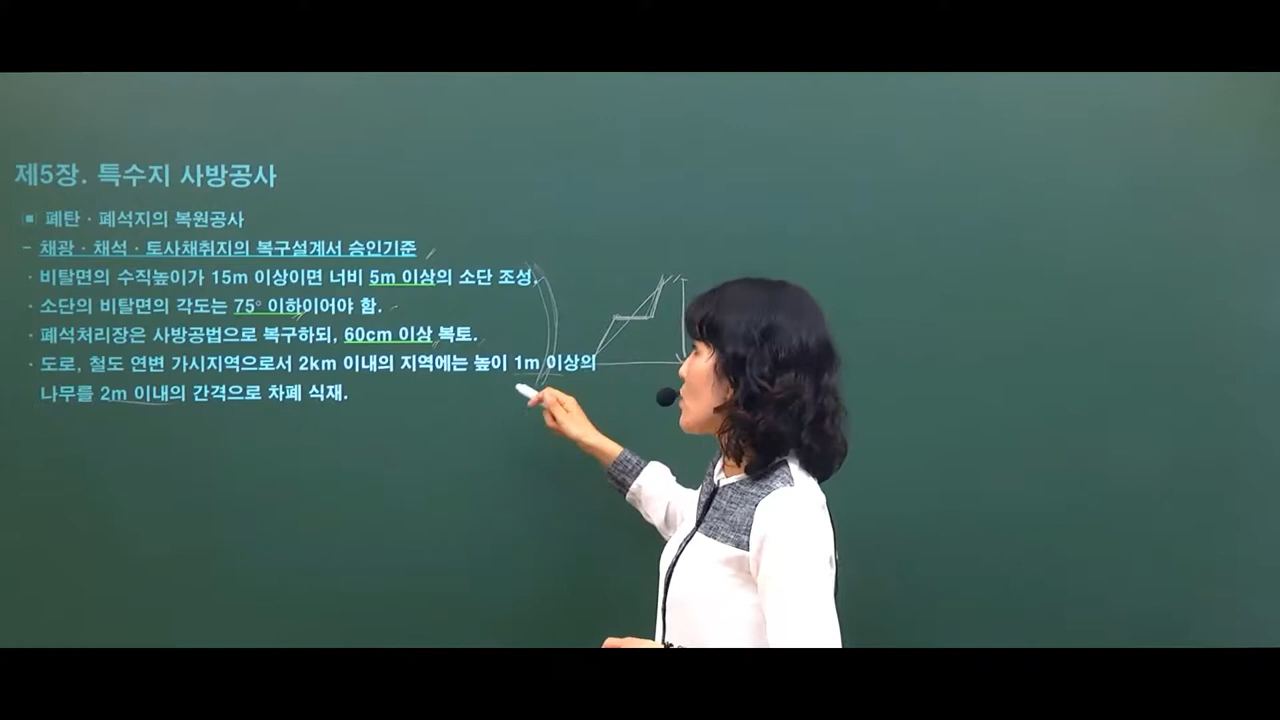 제5장. 특수지 사방공사
▣ 폐탄 · 폐석지의 복원공사
- 채광 · 채석 · 토사채취지의 복구설계서 승인기준
· 비탈면의 수직높이가 15m 이상이면 너비 5m 이상의 소단 조성.
· 소단의 비탈면의 각도는 75° 이하이어야 함.
· 폐석처리장은 사방공법으로 복구하되, 60cm 이상 복토.
· 도로, 철도 연변 가시지역으로서 2km 이내의 지역에는 높이 1m 이상의
나무를 2m 이내의 간격으로 차폐 식재.